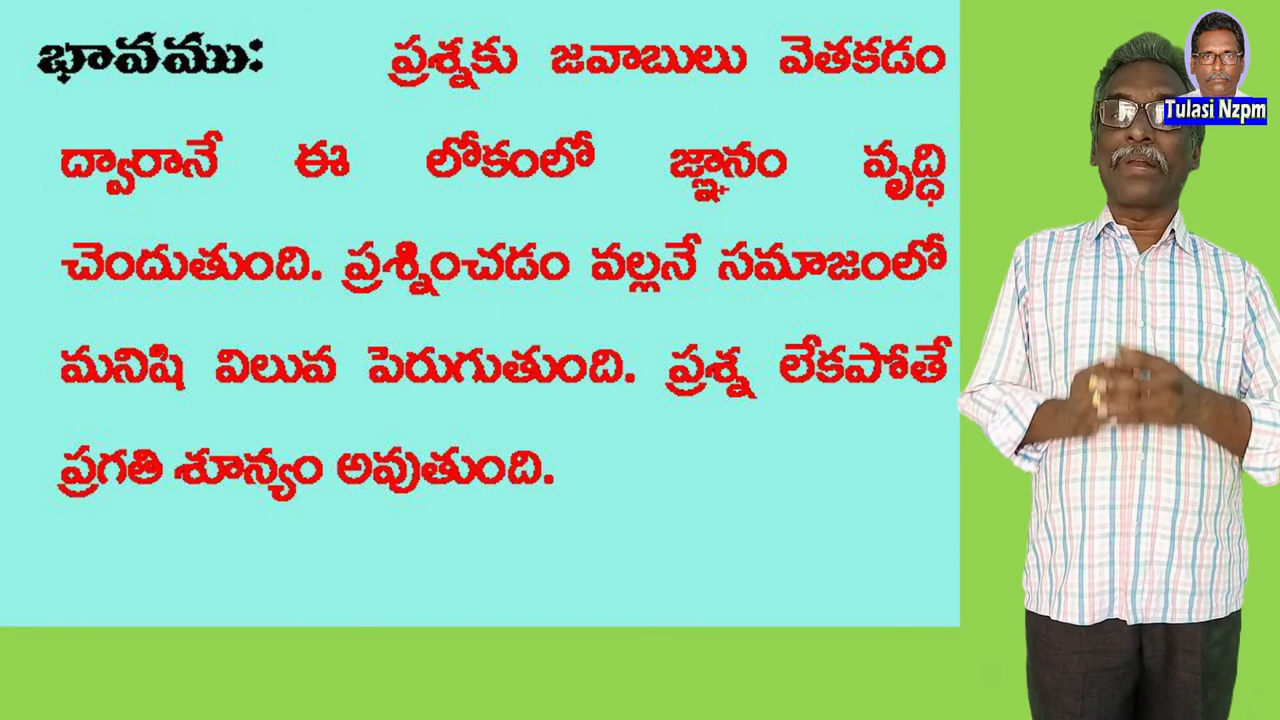 భావము: ప్రశ్నకు జవాబులు వెతకడం
ద్వారానే ఈ లోకంలో జ్ఞానం వృద్ధి
చెందుతుంది. ప్రశ్నించడం వల్లనే సమాజంలో
మనిషి విలువ పెరుగుతుంది. ప్రశ్న లేకపోతే
ప్రగతి శూన్యం అవుతుంది.
Tulasi Nzpm